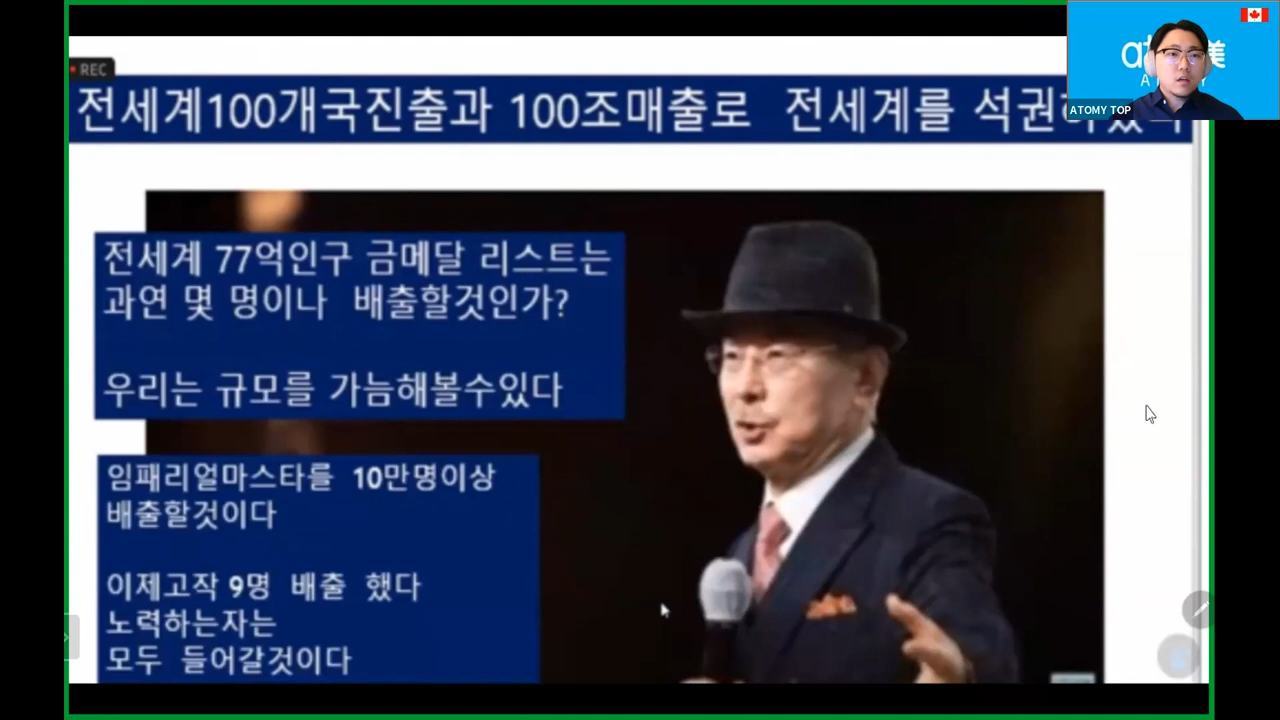 REC
전세계100개국진출과 100조매출로 전세계를
전세계 77억인구 금메달 리스트는
과연 몇 명이나 배출할것인가?
우리는 규모를 가늠해볼수있다
임패리얼마스타를 10만명이상
배출할것이다
이제고작 9명 배출 했다
노력하는자는
모두 들어갈것이다
美
ATOMY TOP